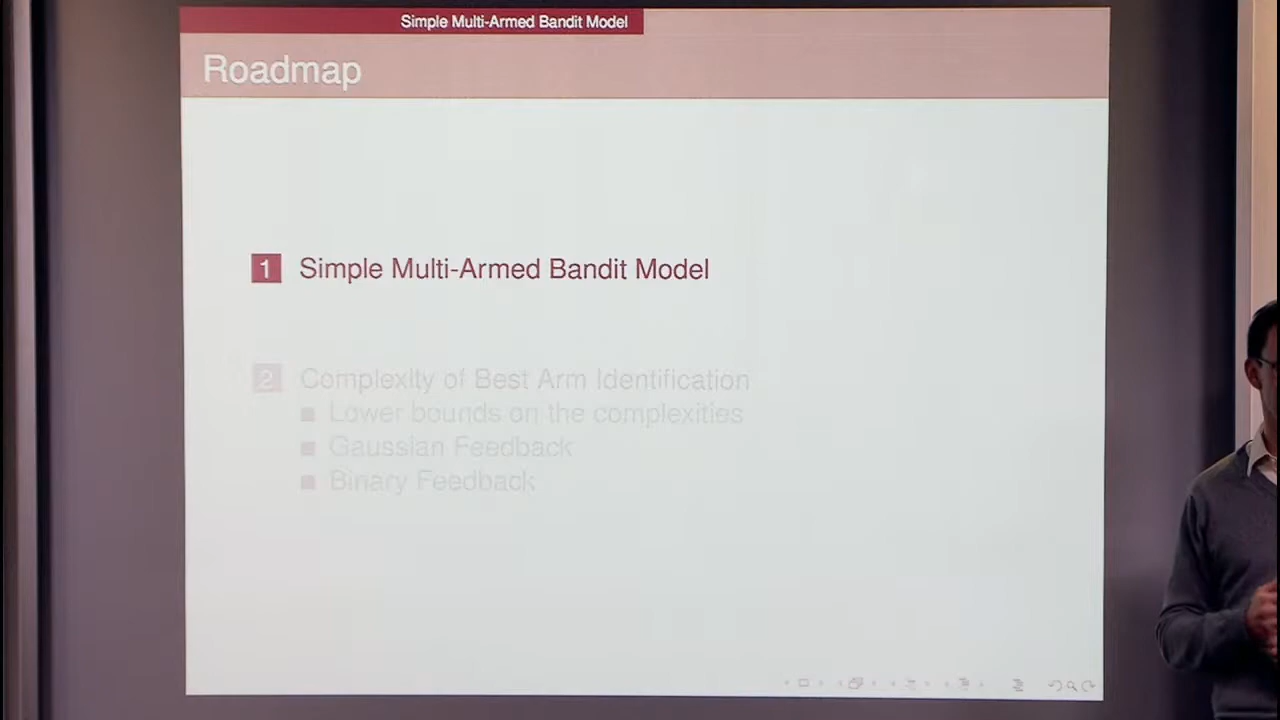 Simple Multi-Armed Bandit Model
Roadmap
1 Simple Multi-Armed Bandit Model
2 Complexity of Best Arm Identification
Lower bounds on the complexities
Gaussian Feedback
Binary Feedback